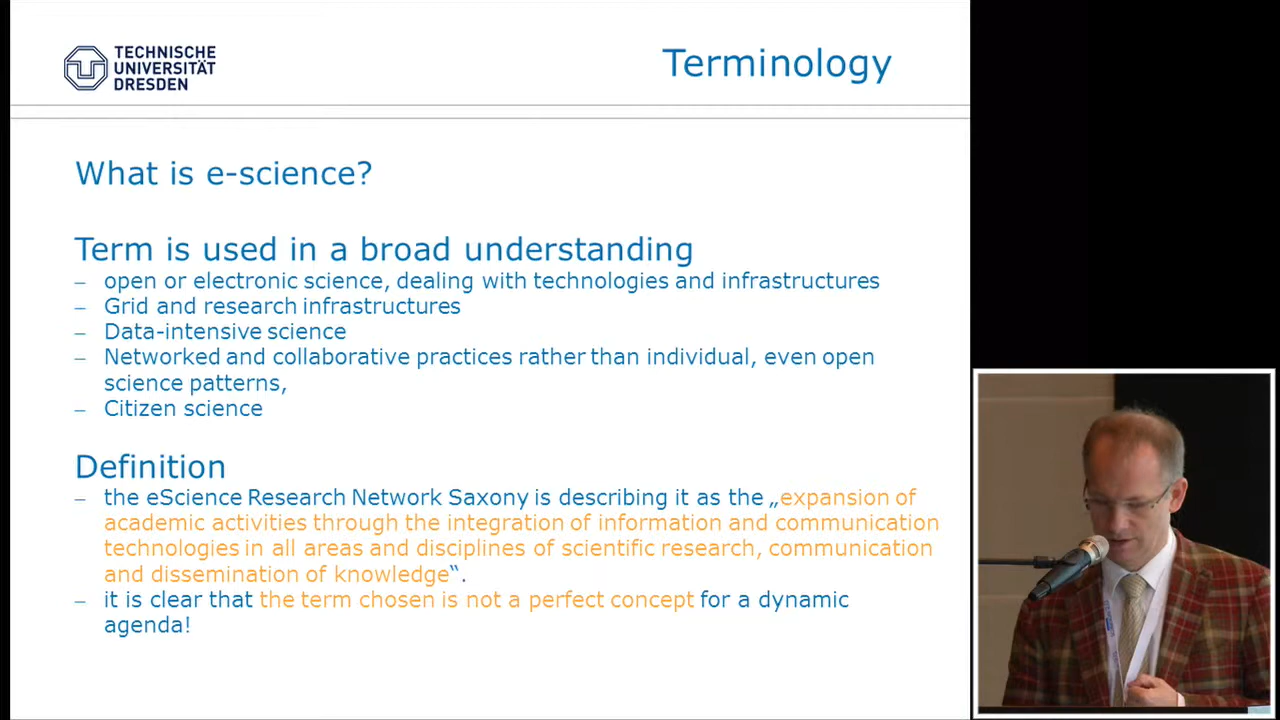 TECHNISCHE
UNIVERSITÄT
DRESDEN
Terminology
What is e-science?
Term is used in a broad understanding
– open or electronic science, dealing with technologies and infrastructures
– Grid and research infrastructures
– Data-intensive science
– Networked and collaborative practices rather than individual, even open
science patterns,
– Citizen science
Definition
– the eScience Research Network Saxony is describing it as the „expansion of
academic activities through the integration of information and communication
technologies in all areas and disciplines of scientific research, communication
and dissemination of knowledge“.
– it is clear that the term chosen is not a perfect concept for a dynamic
agenda!